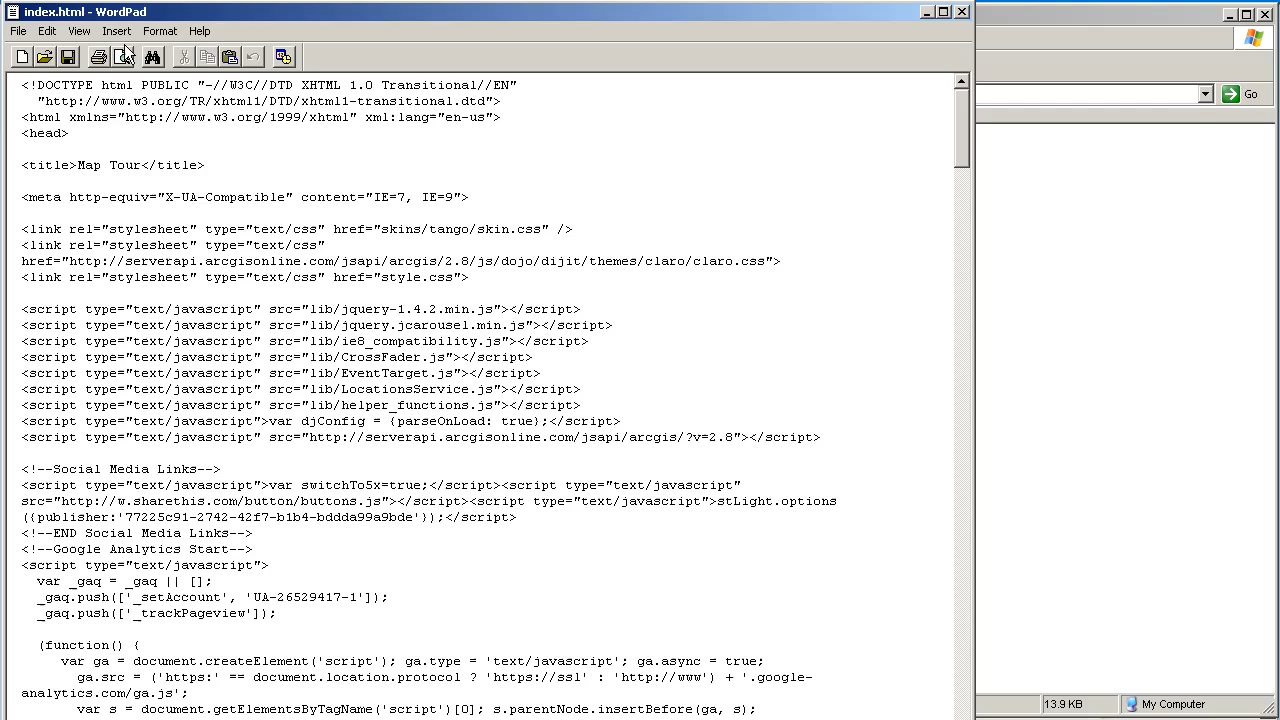 index.html - WordPad
File Edit View Insert Format Help
<!DOCTYPE html PUBLIC "-//W3C//DTD XHTML 1.0 Transitional//EN"
"http://www.w3.org/TR/xhtml1/DTD/xhtml1-transitional.dtd">
<html xmlns="http://www.w3.org/1999/xhtml" xml:lang="en-us">
<head>
<title>Map Tour</title>
<meta http-equiv="X-UA-Compatible" content="IE=7, IE=9">
<link rel="stylesheet" type="text/css" href="skins/tango/skin.css" />
<link rel="stylesheet" type="text/css"
href="http://serverapi.arcgisonline.com/jsapi/arcgis/2.8/js/dojo/dijit/themes/claro/claro.css">
<link rel="stylesheet" type="text/css" href="style.css">
<script type="text/javascript" src="lib/jquery-1.4.2.min.js"></script>
<script type="text/javascript" src="lib/jquery.jcarousel.min.js"></script>
<script type="text/javascript" src="lib/ie8_compatibility.js"></script>
<script type="text/javascript" src="lib/CrossFader.js"></script>
<script type="text/javascript" src="lib/EventTarget.js"></script>
<script type="text/javascript" src="lib/LocationsService.js"></script>
<script type="text/javascript" src="lib/helper_functions.js"></script>
<script type="text/javascript">var djConfig = {parseOnLoad: true};</script>
<script type="text/javascript" src="http://serverapi.arcgisonline.com/jsapi/arcgis/?v=2.8"></script>
<!--Social Media Links-->
<script type="text/javascript">var switchTo5x=true;</script><script type="text/javascript"
src="http://w.sharethis.com/button/buttons.js"></script><script type="text/javascript">stLight.options
({publisher:'77225c91-2742-42f7-b1b4-bddda99a9bde'});</script>
<!--END Social Media Links-->
<!--Google Analytics Start-->
<script type="text/javascript">
var _gaq = _gaq || [];
_gaq.push(['_setAccount', 'UA-26529417-1']);
_gaq.push(['_trackPageview']);
(function() {
var ga = document.createElement('script'); ga.type = 'text/javascript'; ga.async = true;
ga.src = ('https:' == document.location.protocol ? 'https://ssl' : 'http://www') + '.google-
analytics.com/ga.js';
var s = document.getElementsByTagName('script')[0]; s.parentNode.insertBefore(ga, s);
Go
13.9 KB
My Computer